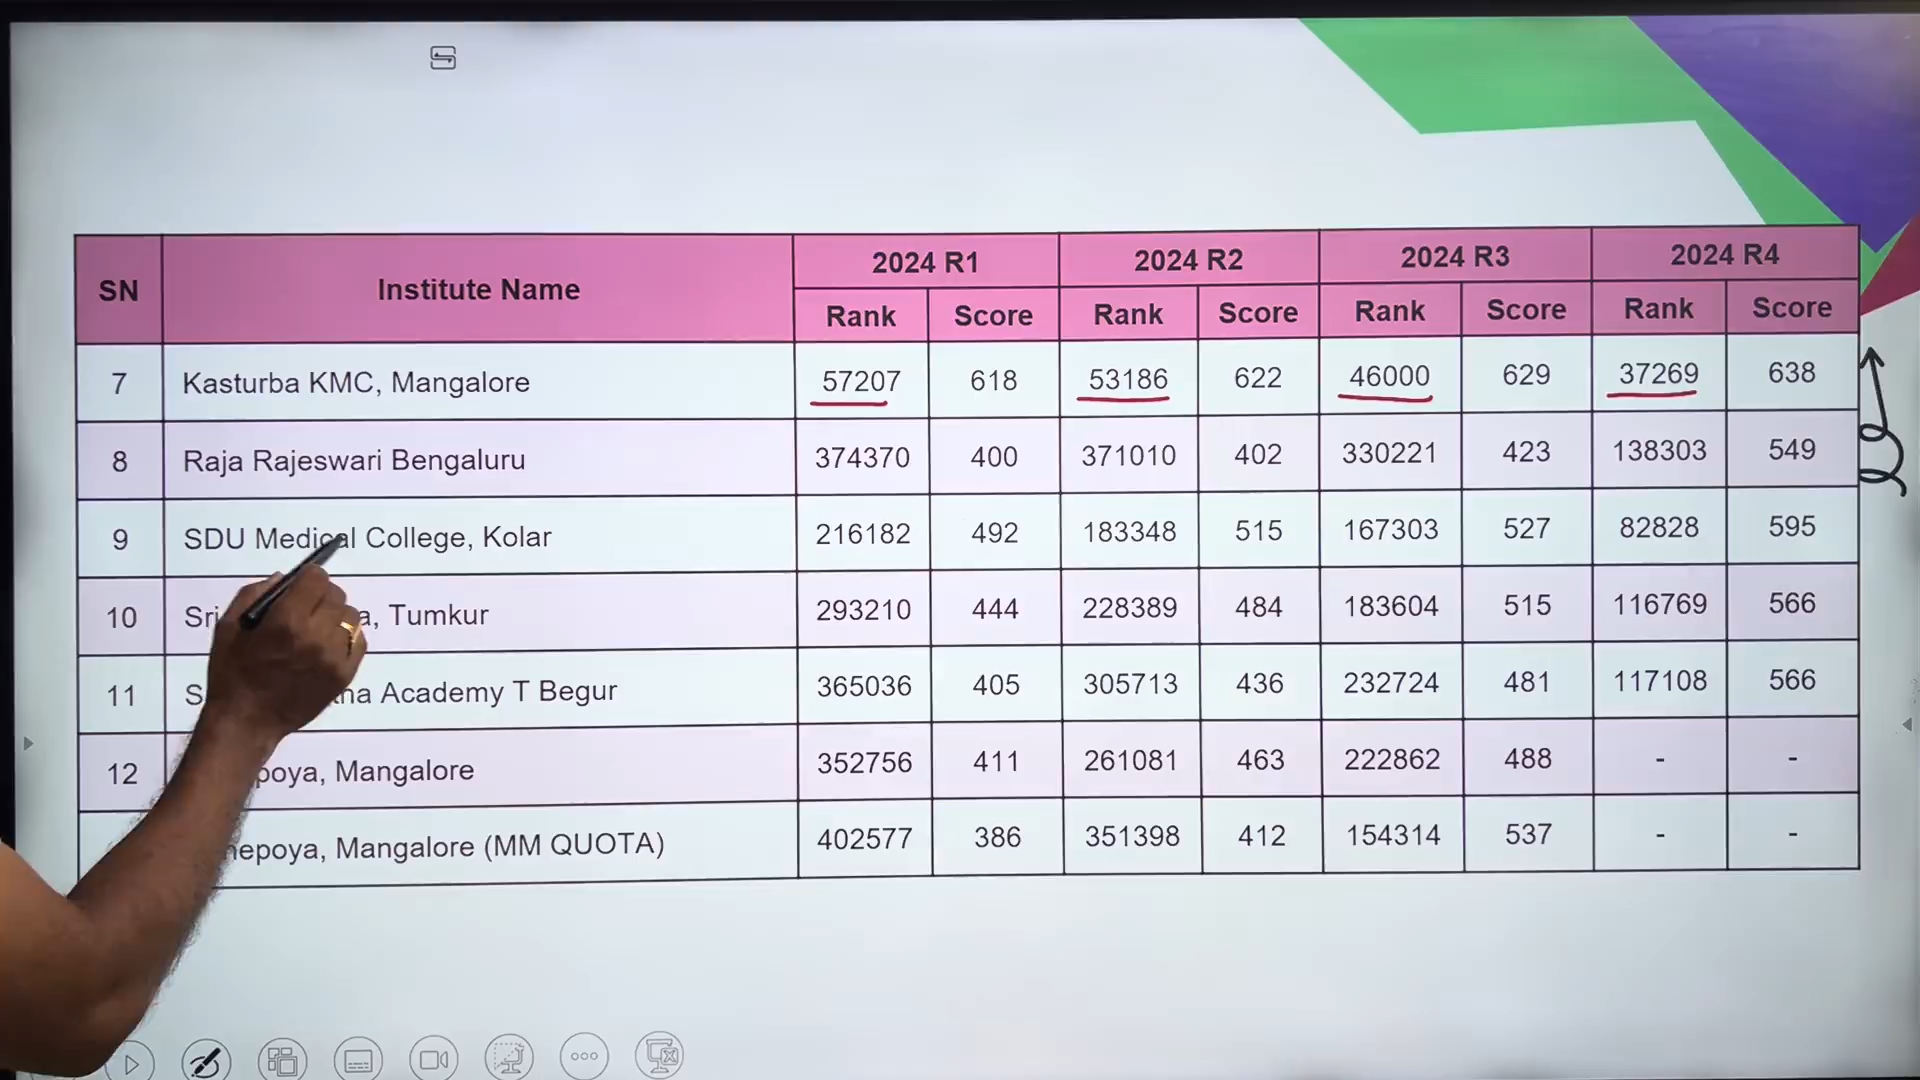 2024 R1 2024 R2 2024 R3 2024 R4
SN Institute Name Rank Score Rank Score Rank Score Rank Score
7 Kasturba KMC, Mangalore 57207 618 53186 622 46000 629 37269 638
8 Raja Rajeswari Bengaluru 374370 400 371010 402 330221 423 138303 549
9 SDU Medical College, Kolar 216182 492 183348 515 167303 527 82828 595
10 Tumkur 293210 444 228389 484 183604 515 116769 566
11 Academy T Begur 365036 405 305713 436 232724 481 117108 566
12 Mangalore 352756 411 261081 463 222862 488 - -
Mangalore (MM QUOTA) 402577 386 351398 412 154314 537 - -